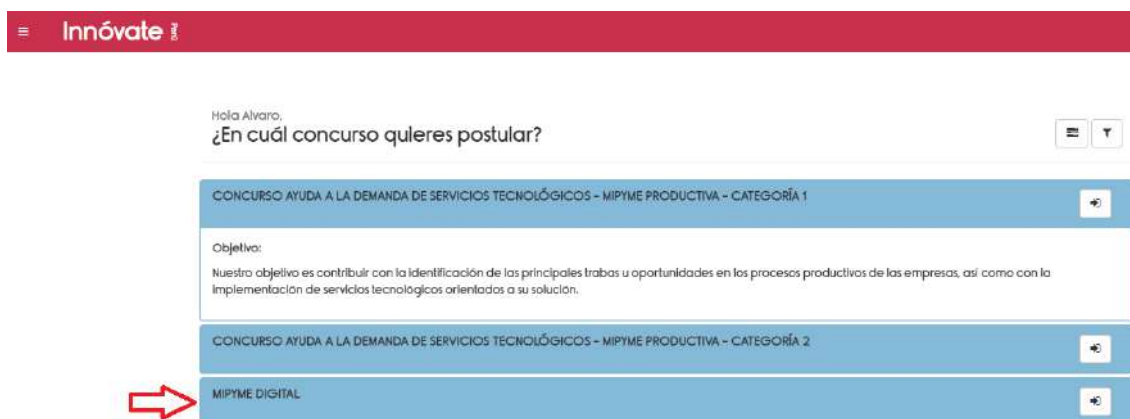 Innóvate Perú
Hola Alvaro,
¿En cuál concurso quieres postular?
CONCURSO AYUDA A LA DEMANDA DE SERVICIOS TECNOLÓGICOS - MIPYME PRODUCTIVA - CATEGORÍA 1
Objetivo:
Nuestro objetivo es contribuir con la identificación de las principales trabas u oportunidades en los procesos productivos de las empresas, así como con la
implementación de servicios tecnológicos orientados a su solución.
CONCURSO AYUDA A LA DEMANDA DE SERVICIOS TECNOLÓGICOS - MIPYME PRODUCTIVA - CATEGORÍA 2
MIPYME DIGITAL